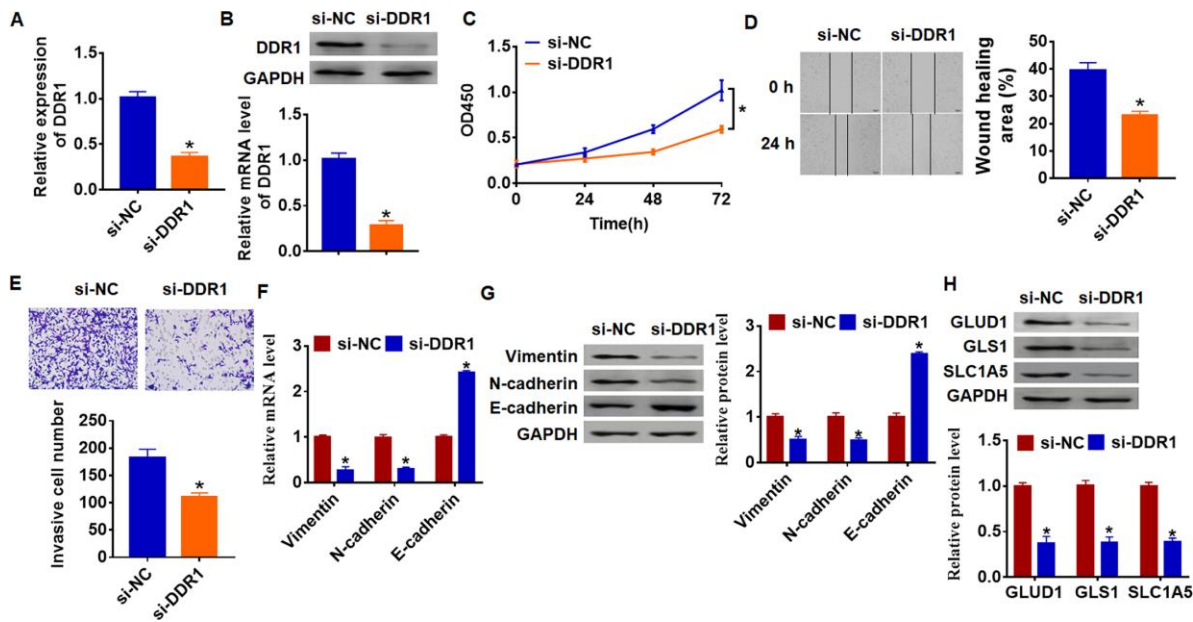 A
Relative expression
of DDR1
1.5
1.0
0.5
0.0
*
si-NC
si-DDR1
B
si-NC si-DDR1
DDR1
GAPDH
Relative mRNA level
of DDR1
1.5
1.0
0.5
0.0
*
si-NC
si-DDR1
C
OD450
1.5
1.0
0.5
0.0
si-NC
si-DDR1
*
0 24 48 72
Time(h)
D
si-NC si-DDR1
0 h
24 h
Wound healing
area (%)
50
40
30
20
10
0
*
si-NC
si-DDR1
E
si-NC si-DDR1
Invasive cell number
250
200
150
100
50
0
*
si-NC
si-DDR1
F
Relative mRNA level
3
2
1
0
si-NC si-DDR1
* * *
Vimentin
N-cadherin
E-cadherin
G
si-NC si-DDR1
Vimentin
N-cadherin
E-cadherin
GAPDH
Relative protein level
3
2
1
0
si-NC si-DDR1
* * *
Vimentin
N-cadherin
E-cadherin
H
si-NC si-DDR1
GLUD1
GLS1
SLC1A5
GAPDH
Relative protein level
1.5
1.0
0.5
0.0
si-NC si-DDR1
* * *
GLUD1 GLS1 SLC1A5